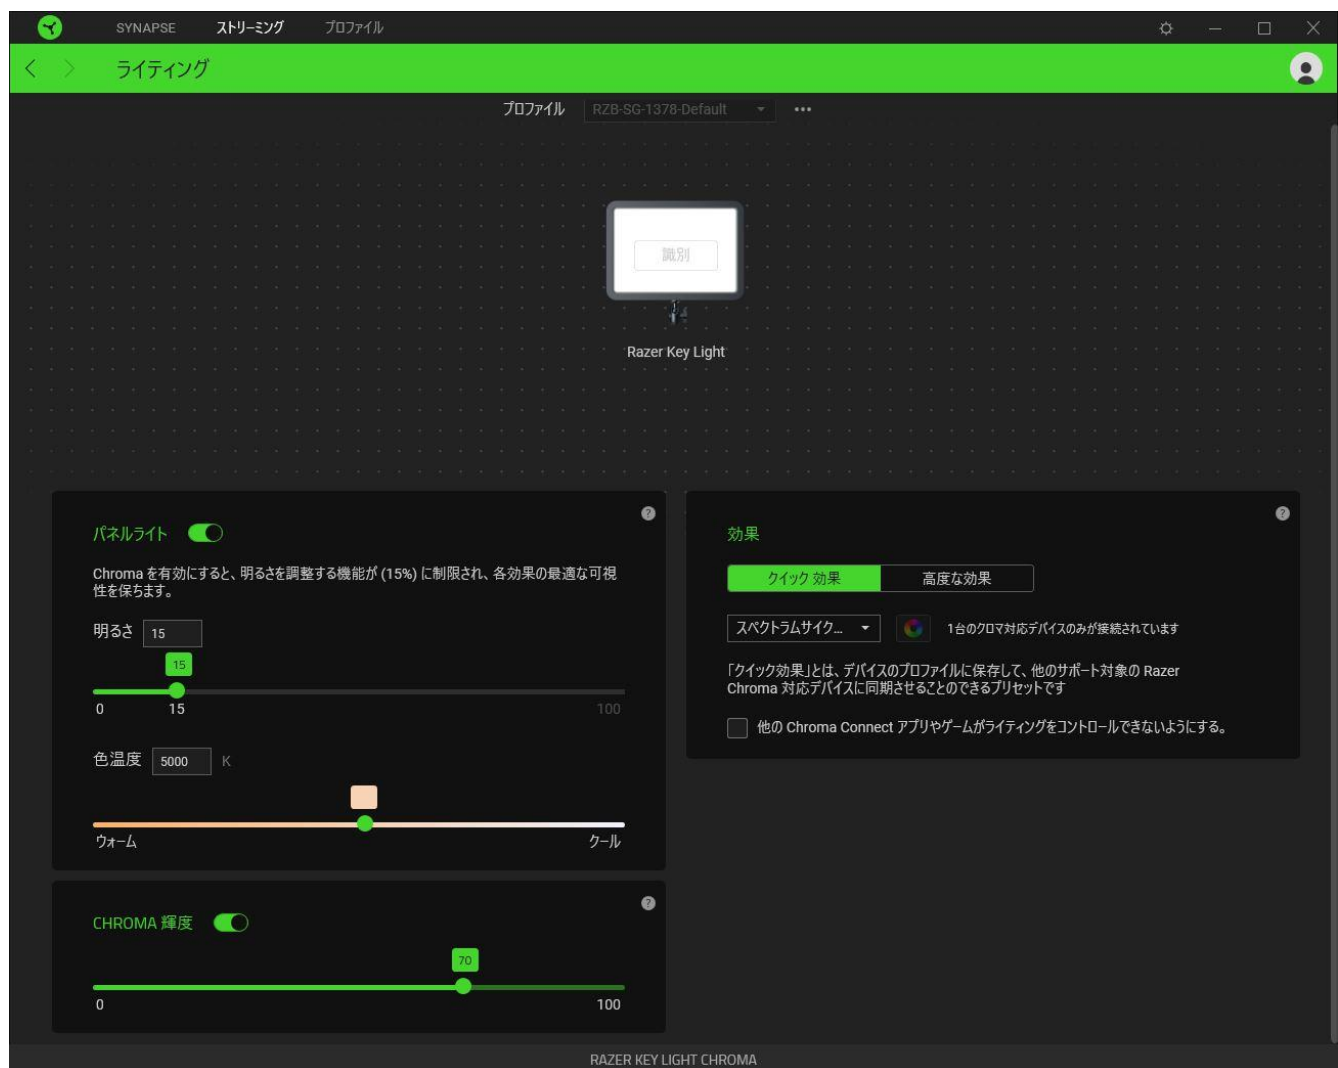 SYNAPSE ストリーミング プロファイル
ライティング
プロファイル RZB-SG-1378-Default
識別
Razer Key Light
パネルライト
Chroma を有効にすると、明るさを調整する機能が (15%) に制限され、各効果の最適な可視
性を保ちます。
明るさ 15
15
0 15 100
色温度 5000 K
ウォーム クール
CHROMA 輝度
70
0 100
効果
クイック 効果 高度な効果
スペクトラムサイク... 1台のクロマ対応デバイスのみが接続されています
「クイック効果」とは、デバイスのプロファイルに保存して、他のサポート対象の Razer
Chroma 対応デバイスに同期させることのできるプリセットです
他の Chroma Connect アプリやゲームがライティングをコントロールできないようにする。
RAZER KEY LIGHT CHROMA